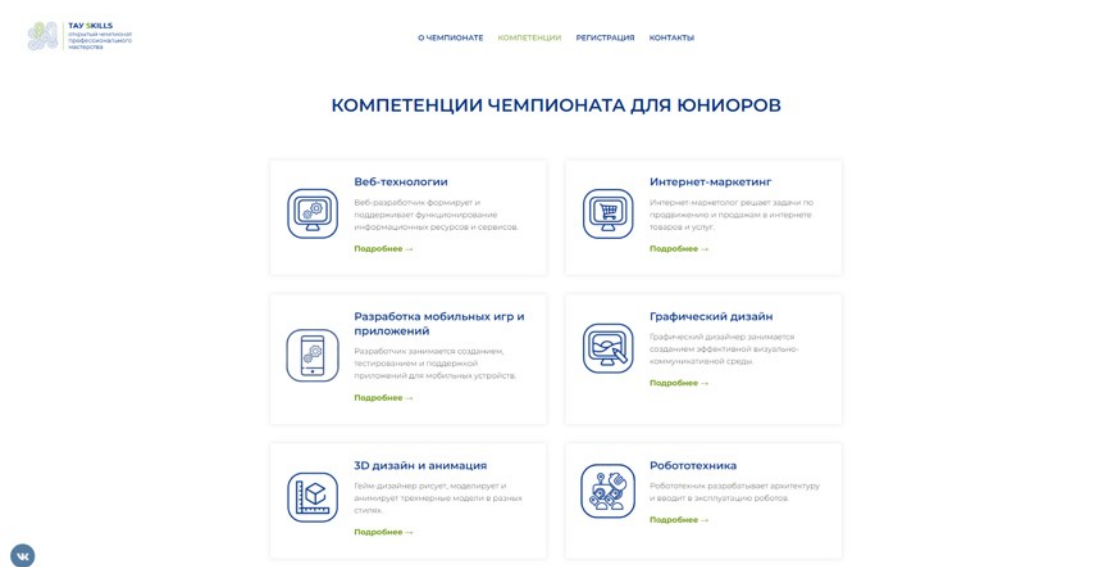 TAY SKILLS
открытый чемпионат
профессионального
мастерства
О ЧЕМПИОНАТЕ КОМПЕТЕНЦИИ РЕГИСТРАЦИЯ КОНТАКТЫ
КОМПЕТЕНЦИИ ЧЕМПИОНАТА ДЛЯ ЮНИОРОВ
Веб-технологии
Веб-разработчик формирует и
поддерживает функционирование
информационных ресурсов и сервисов.
Подробнее →
Интернет-маркетинг
Интернет-маркетолог решает задачи по
продвижению и продажам в интернете
товаров и услуг.
Подробнее →
Разработка мобильных игр и
приложений
Разработчик занимается созданием,
тестированием и поддержкой
приложений для мобильных устройств.
Подробнее →
Графический дизайн
Графический дизайнер занимается
созданием эффективной визуально-
коммуникативной среды.
Подробнее →
3D дизайн и анимация
Гейм-дизайнер рисует, моделирует и
анимирует трехмерные модели в разных
стилях.
Подробнее →
Робототехника
Робототехник разрабатывает архитектуру
и вводит в эксплуатацию роботов.
Подробнее →